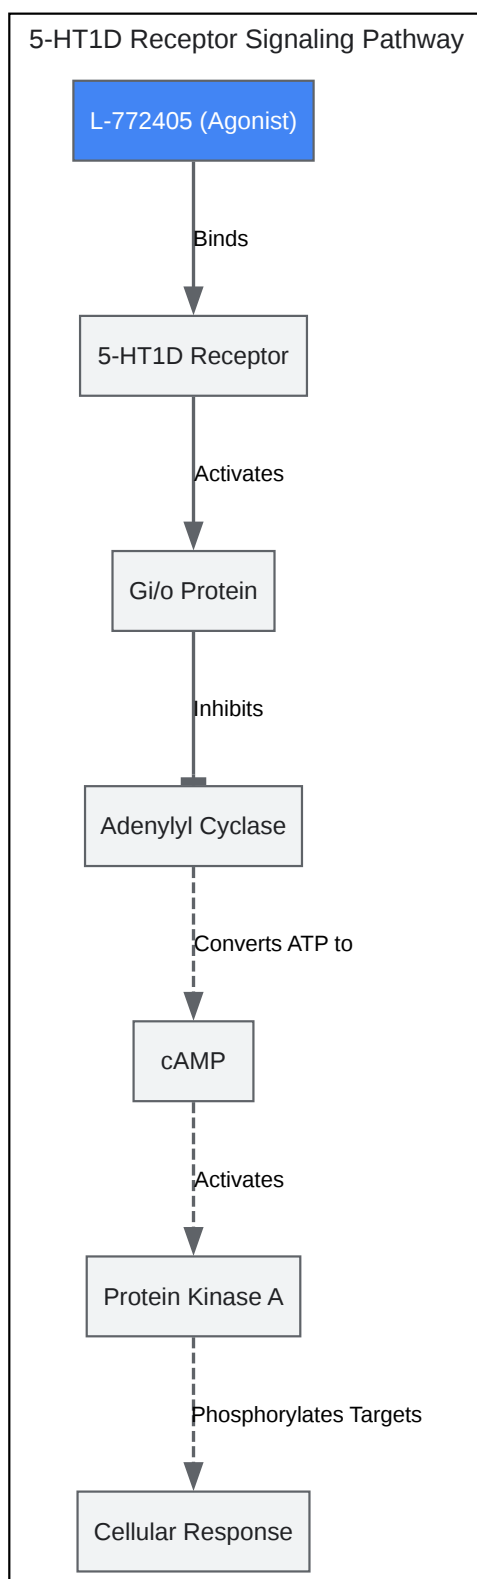 5-HT1D Receptor Signaling Pathway
L-772405 (Agonist)
Binds
5-HT1D Receptor
Activates
Gi/o Protein
Inhibits
Adenylyl Cyclase
Converts ATP to
cAMP
Activates
Protein Kinase A
Phosphorylates Targets
Cellular Response